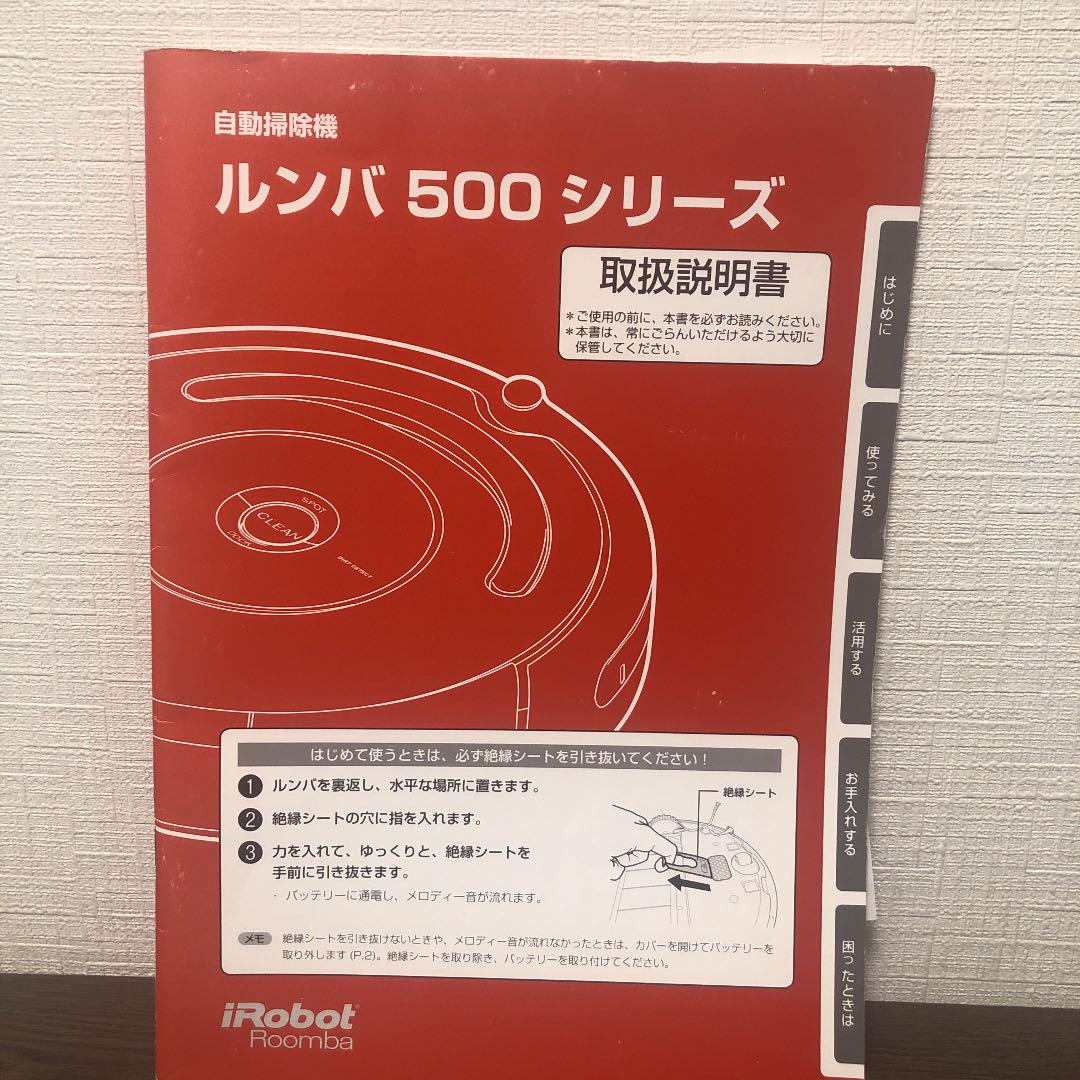 自動掃除機
ルンバ 500 シリーズ
取扱説明書
＊ご使用の前に、本書を必ずお読みください。
＊本書は、常にごらんいただけるよう大切に
保管してください。
はじめに
使ってみる
活用する
お手入れする
困ったときは
SPOT
CLEAN
DOCK
DIRT DETECT
はじめて使うときは、必ず絶縁シートを引き抜いてください！
1 ルンバを裏返し、水平な場所に置きます。
2 絶縁シートの穴に指を入れます。
3 力を入れて、ゆっくりと、絶縁シートを
手前に引き抜きます。
- バッテリーに通電し、メロディー音が流れます。
絶縁シート
メモ 絶縁シートを引き抜けないときや、メロディー音が流れなかったときは、カバーを開けてバッテリーを
取り外します (P.2)。絶縁シートを取り除き、バッテリーを取り付けてください。
iRobot®
Roomba